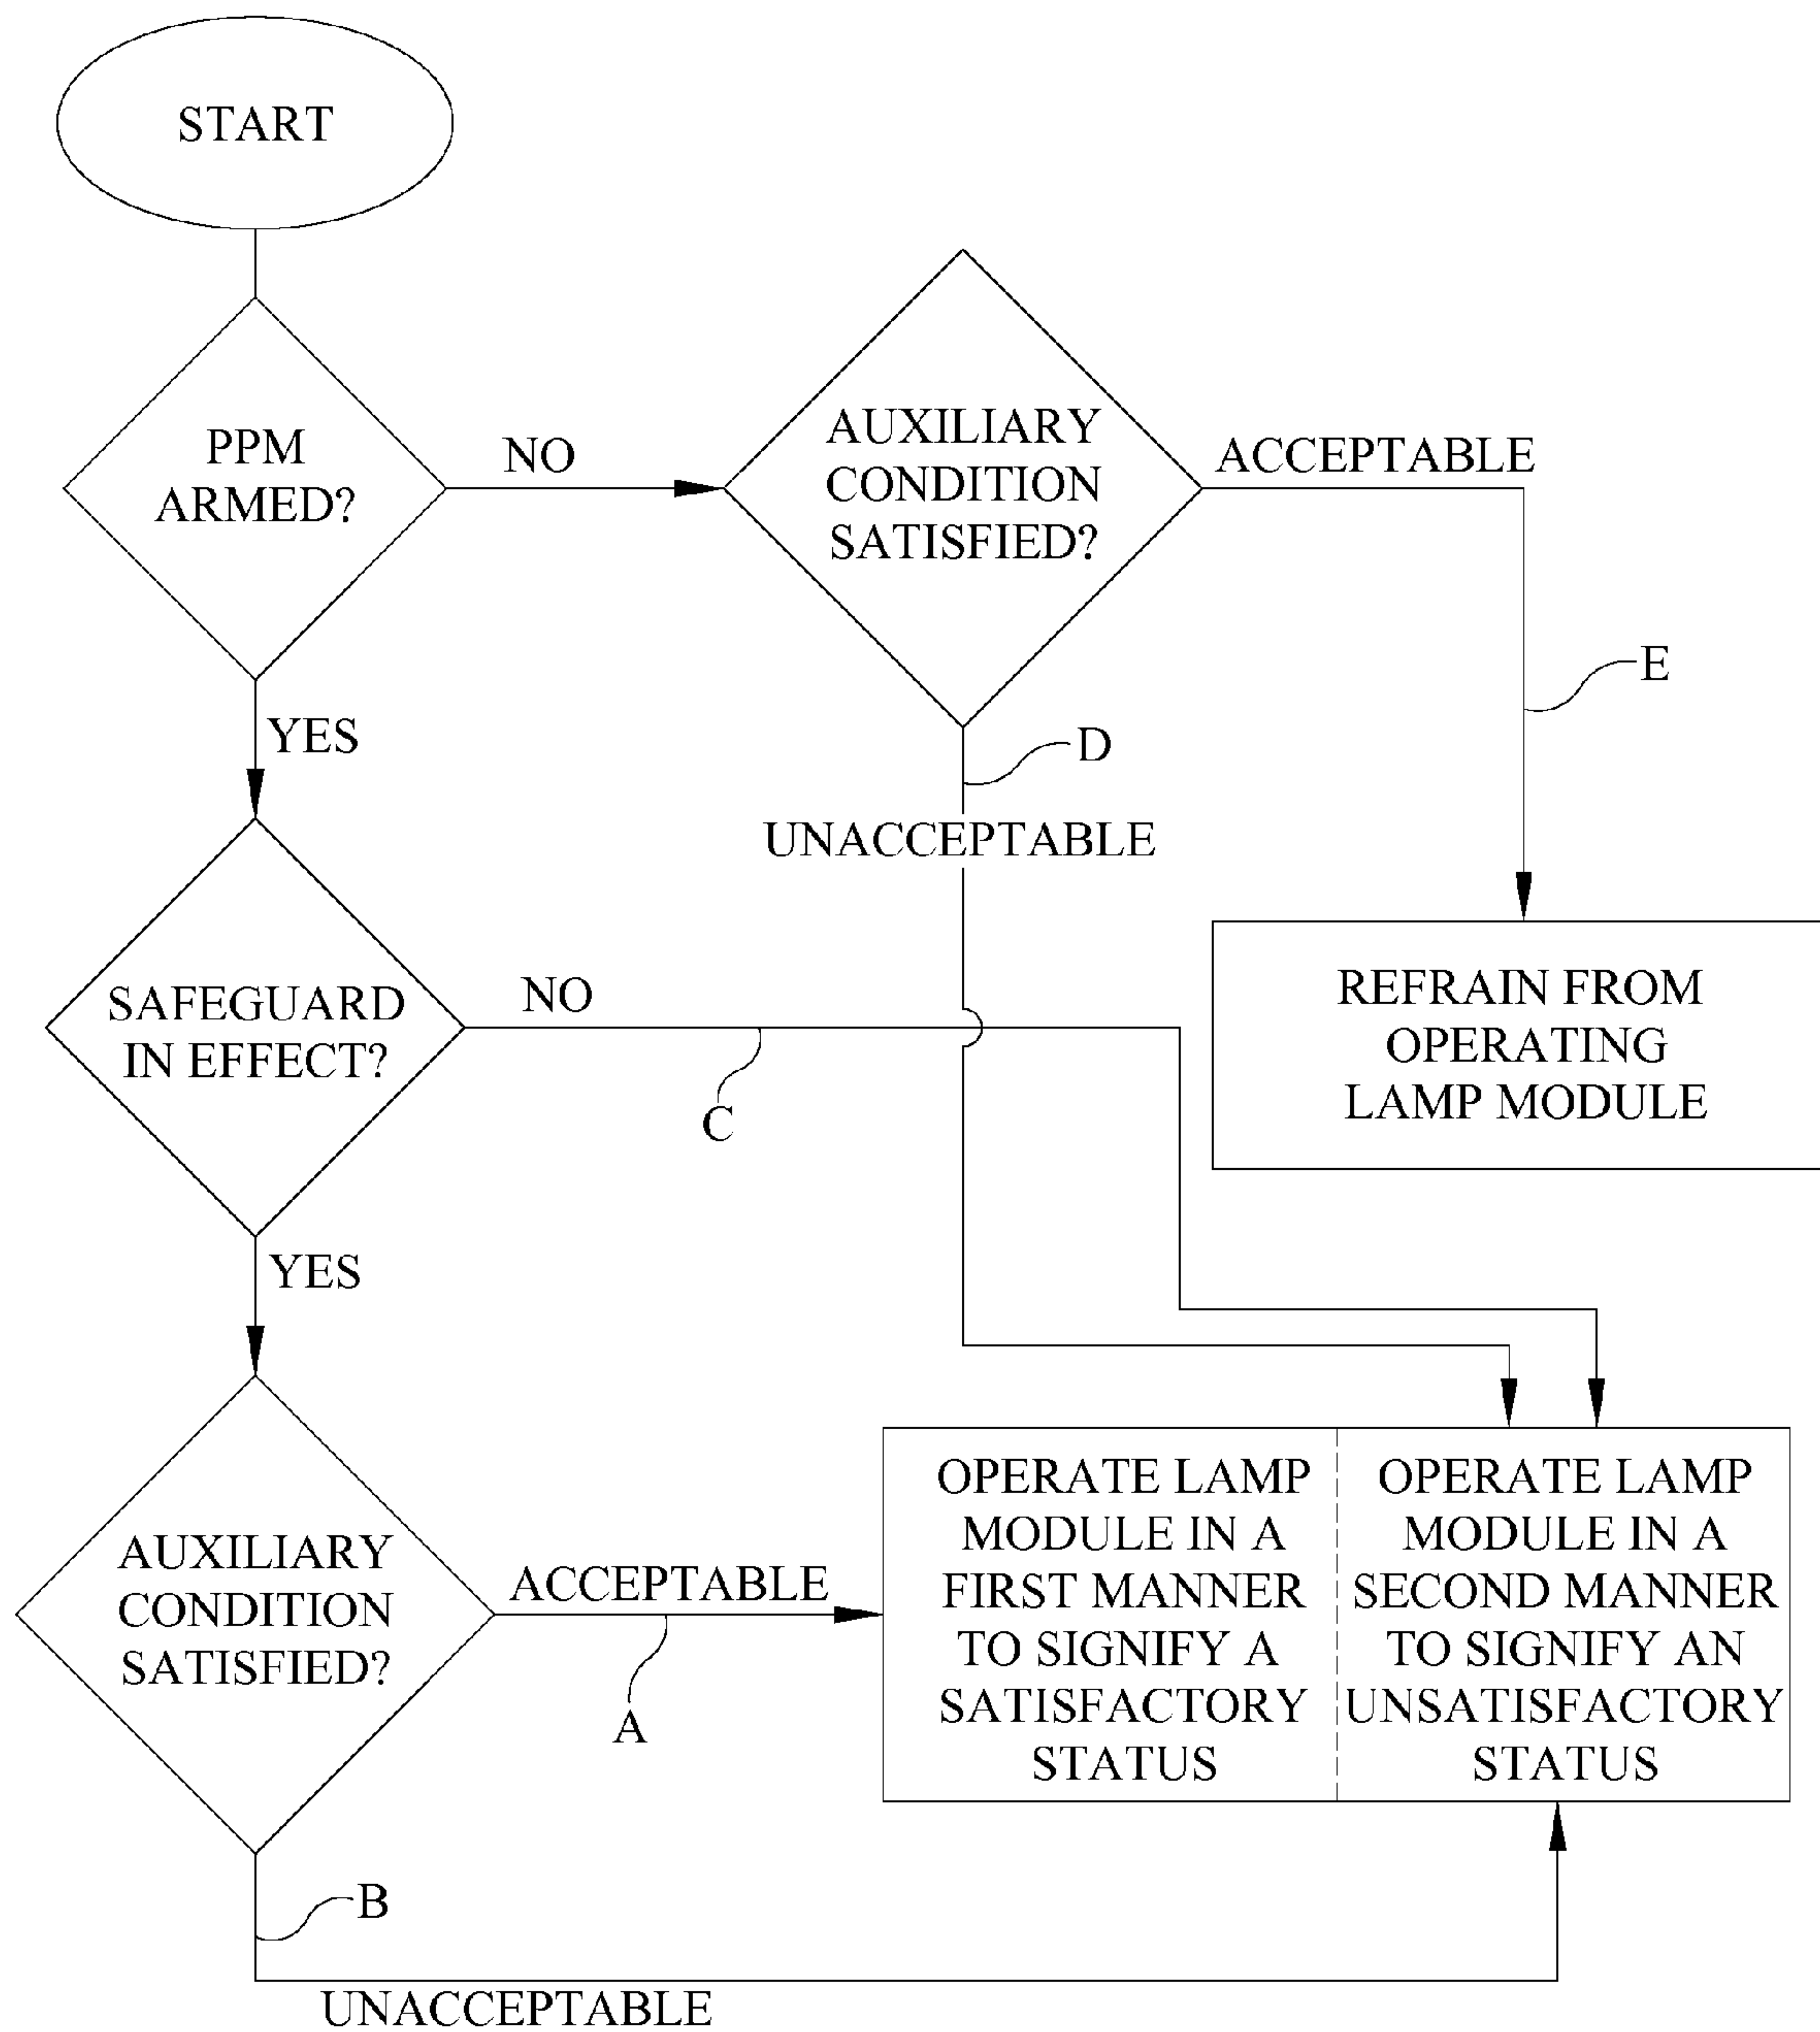 START
PPM
ARMED?
NO
AUXILIARY
CONDITION
SATISFIED?
ACCEPTABLE
E
YES
D
UNACCEPTABLE
SAFEGUARD
IN EFFECT?
NO
C
REFRAIN FROM
OPERATING
LAMP MODULE
YES
AUXILIARY
CONDITION
SATISFIED?
ACCEPTABLE
A
OPERATE LAMP
MODULE IN A
FIRST MANNER
TO SIGNIFY A
SATISFACTORY
STATUS
OPERATE LAMP
MODULE IN A
SECOND MANNER
TO SIGNIFY AN
UNSATISFACTORY
STATUS
B
UNACCEPTABLE